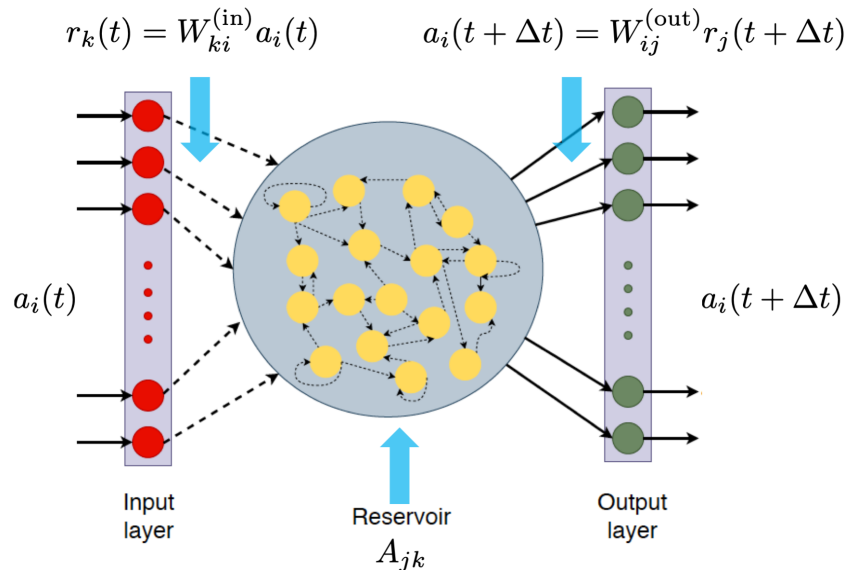 r_k(t) = W_{ki}^{(in)} a_i(t)
a_i(t + Δt) = W_{ij}^{(out)} r_j(t + Δt)
a_i(t)
a_i(t + Δt)
Input
layer
Reservoir
A_{jk}
Output
layer